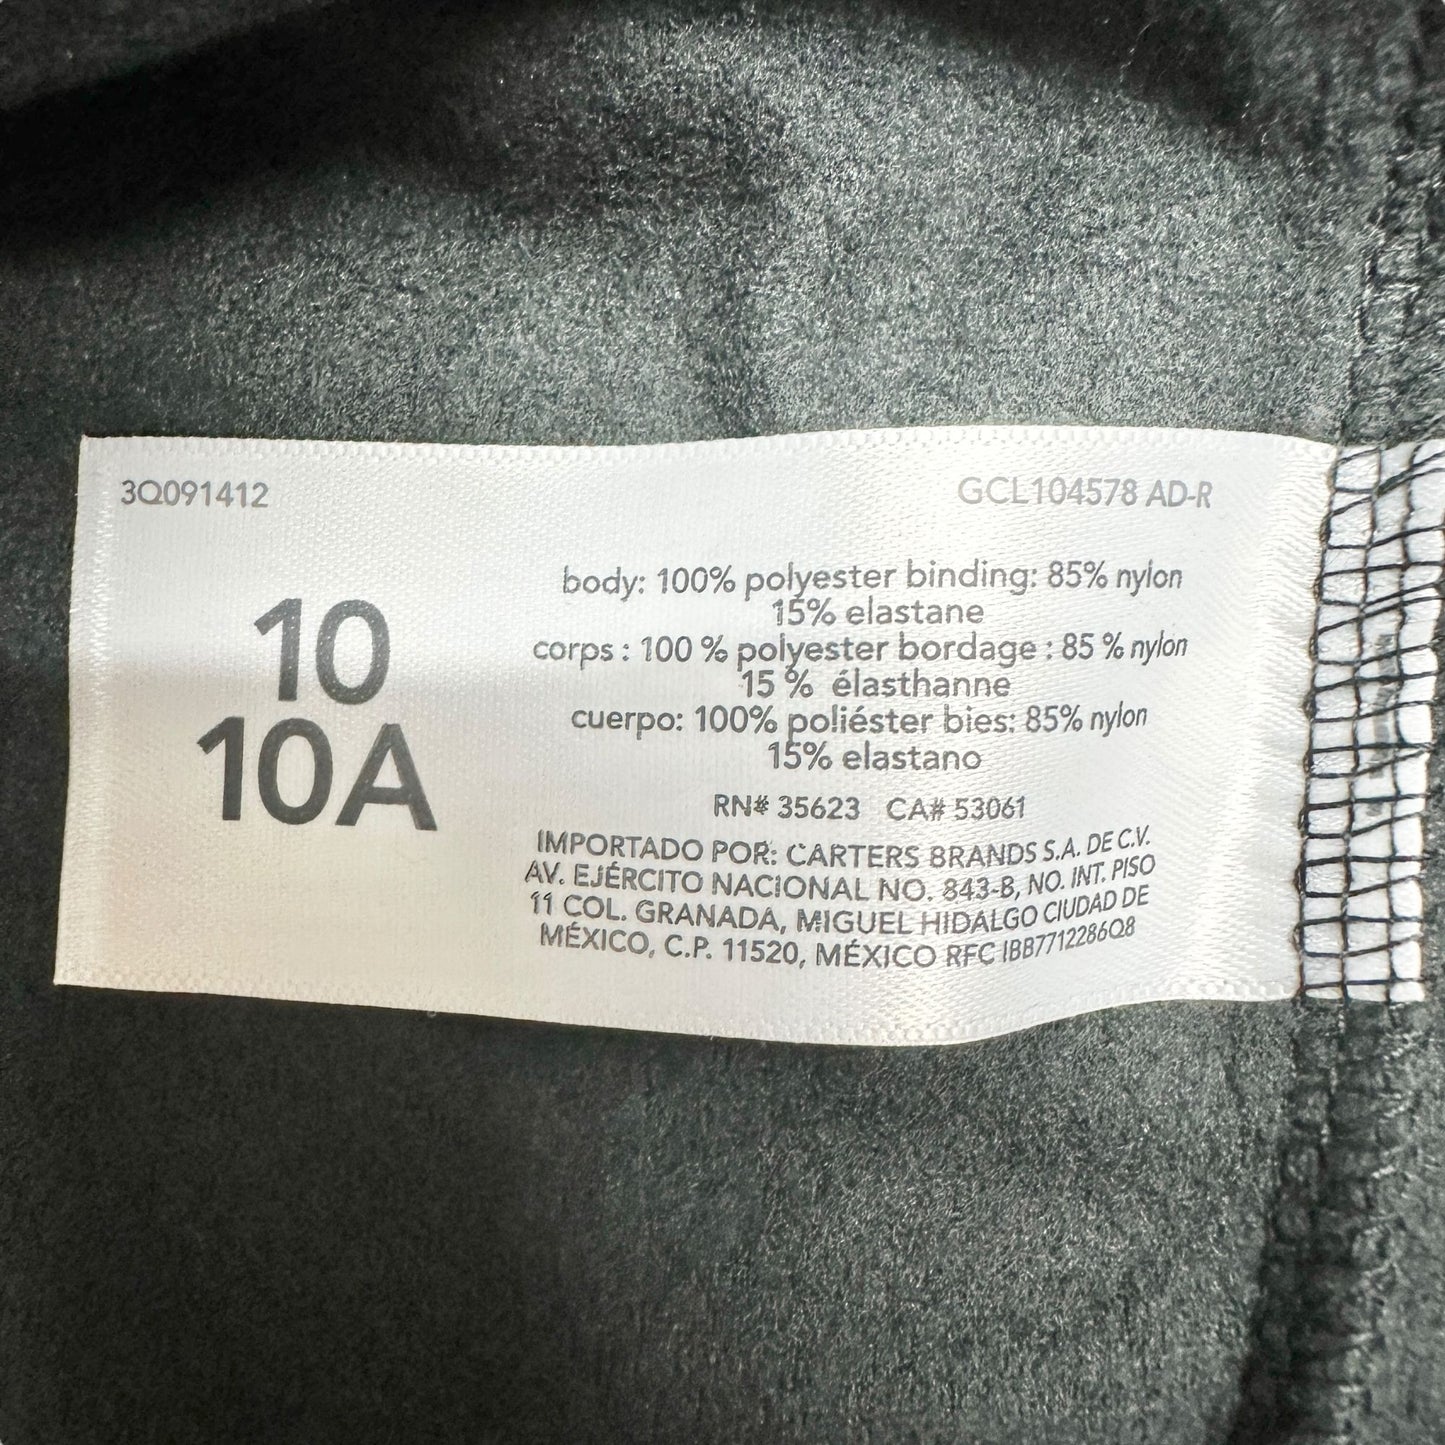 3Q091412
GCL104578 AD-R
10
10A
body: 100% polyester binding: 85% nylon
15% elastane
corps : 100 % polyester bordage : 85 % nylon
15 % élasthanne
cuerpo: 100% poliéster bies: 85% nylon
15% elastano
RN# 35623 CA# 53061
IMPORTADO POR: CARTERS BRANDS S.A. DE C.V.
AV. EJÉRCITO NACIONAL NO. 843-B, NO. INT. PISO
11 COL. GRANADA, MIGUEL HIDALGO CIUDAD DE
MÉXICO, C.P. 11520, MÉXICO RFC IBB7712286Q8